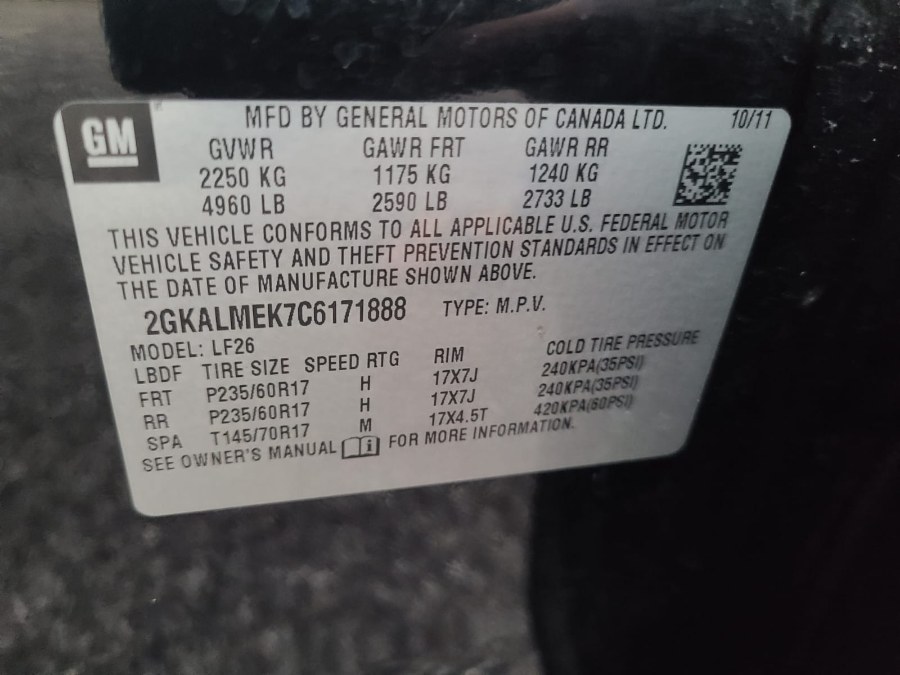 GM
MFD BY GENERAL MOTORS OF CANADA LTD. 10/11
GVWR GAWR FRT GAWR RR
2250 KG 1175 KG 1240 KG
4960 LB 2590 LB 2733 LB
THIS VEHICLE CONFORMS TO ALL APPLICABLE U.S. FEDERAL MOTOR
VEHICLE SAFETY AND THEFT PREVENTION STANDARDS IN EFFECT ON
THE DATE OF MANUFACTURE SHOWN ABOVE.
2GKALMEK7C6171888 TYPE: M.P.V.
MODEL: LF26
LBDF TIRE SIZE SPEED RTG RIM COLD TIRE PRESSURE
FRT P235/60R17 H 17X7J 240KPA(35PSI)
RR P235/60R17 H 17X7J 240KPA(35PSI)
SPA T145/70R17 M 17X4.5T 420KPA(60PSI)
SEE OWNER'S MANUAL i FOR MORE INFORMATION.